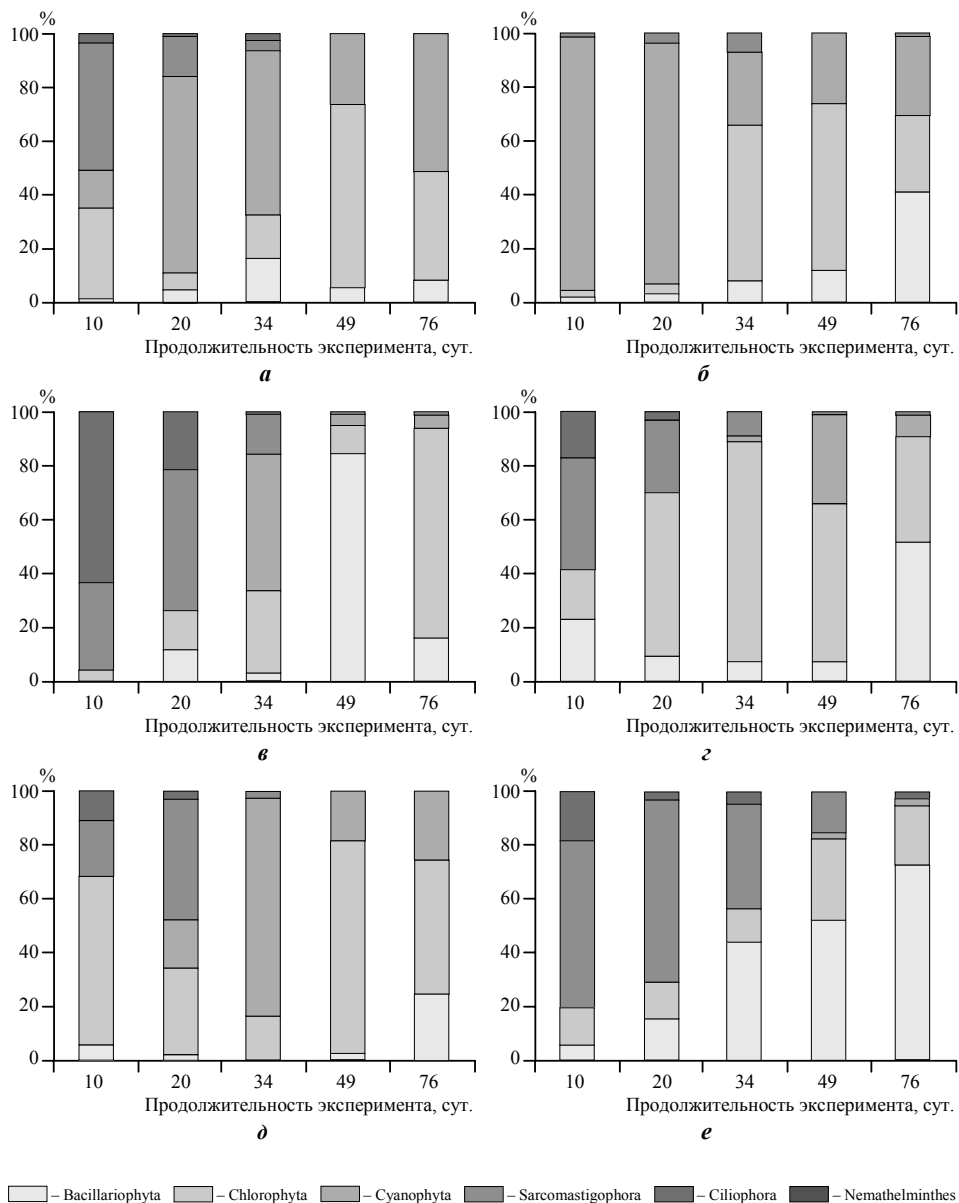 % %
100 100
80 80
60 60
40 40
20 20
0 0
10 20 34 49 76 10 20 34 49 76
Продолжительность эксперимента, сут. Продолжительность эксперимента, сут.
а б
% %
100 100
80 80
60 60
40 40
20 20
0 0
10 20 34 49 76 10 20 34 49 76
Продолжительность эксперимента, сут. Продолжительность эксперимента, сут.
в г
% %
100 100
80 80
60 60
40 40
20 20
0 0
10 20 34 49 76 10 20 34 49 76
Продолжительность эксперимента, сут. Продолжительность эксперимента, сут.
д е
– Bacillariophyta – Chlorophyta – Cyanophyta – Sarcomastigophora – Ciliophora – Nemathelminthes